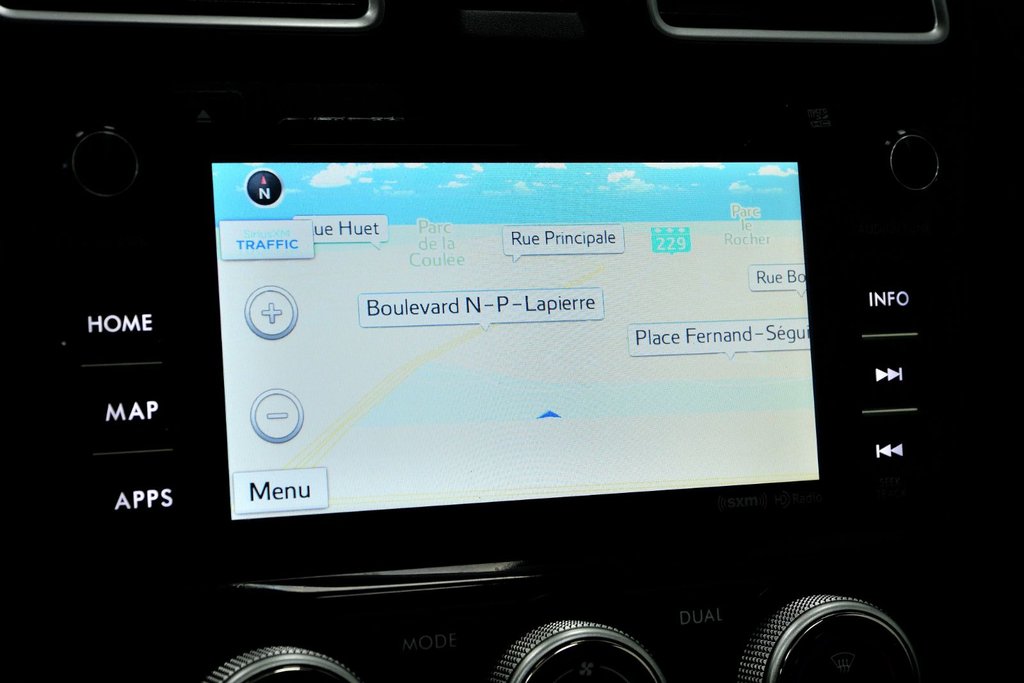 N
SiriusXM
TRAFFIC
ue Huet
Parc
de la
Coulee
Rue Principale
229
Parc
le
Rocher
Rue Bo
Boulevard N-P-Lapierre
Place Fernand-Ségui
Menu
HOME
MAP
APPS
INFO
sxm HD Radio
MODE
DUAL